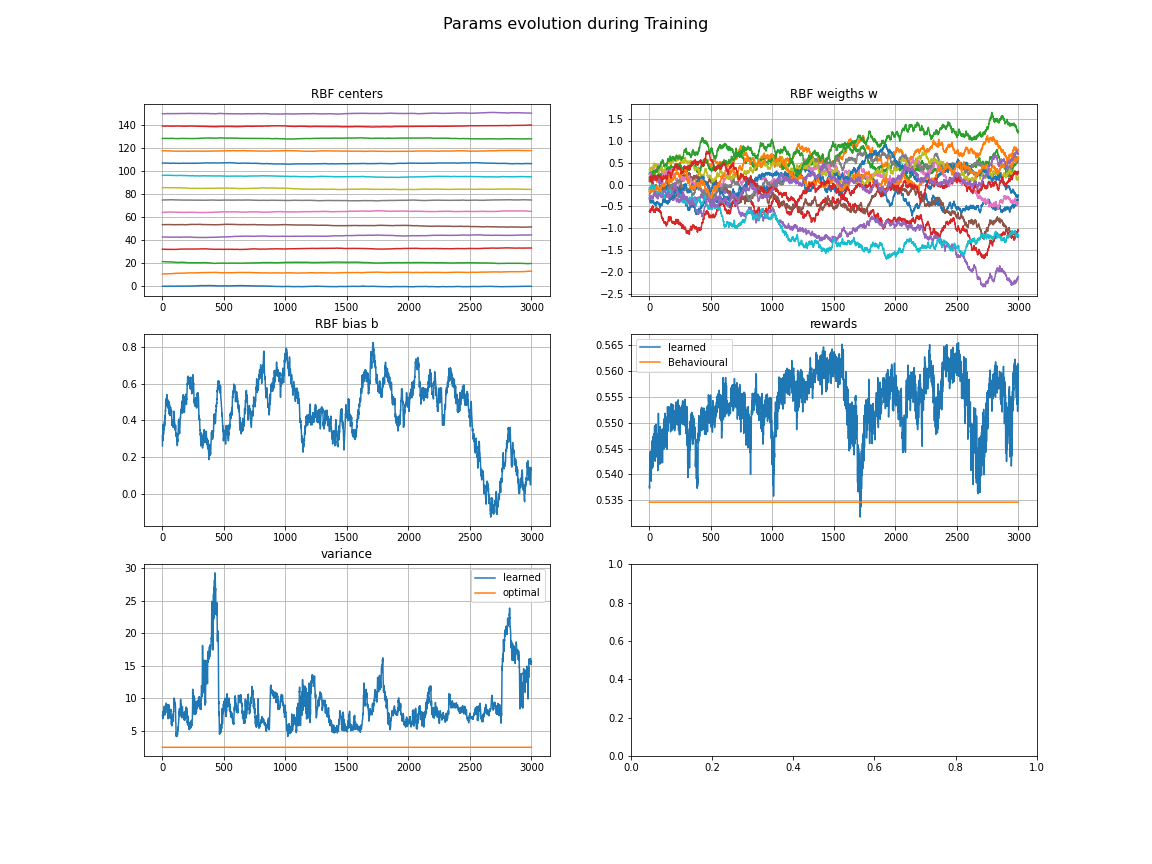 Params evolution during Training
RBF centers
140
120
100
80
60
40
20
0
0 500 1000 1500 2000 2500 3000
RBF weigths w
1.5
1.0
0.5
0.0
−0.5
−1.0
−1.5
−2.0
−2.5
0 500 1000 1500 2000 2500 3000
RBF bias b
0.8
0.6
0.4
0.2
0.0
0 500 1000 1500 2000 2500 3000
rewards
learned
Behavioural
0.565
0.560
0.555
0.550
0.545
0.540
0.535
0 500 1000 1500 2000 2500 3000
variance
learned
optimal
30
25
20
15
10
5
0 500 1000 1500 2000 2500 3000
1.0
0.8
0.6
0.4
0.2
0.0
0.0 0.2 0.4 0.6 0.8 1.0